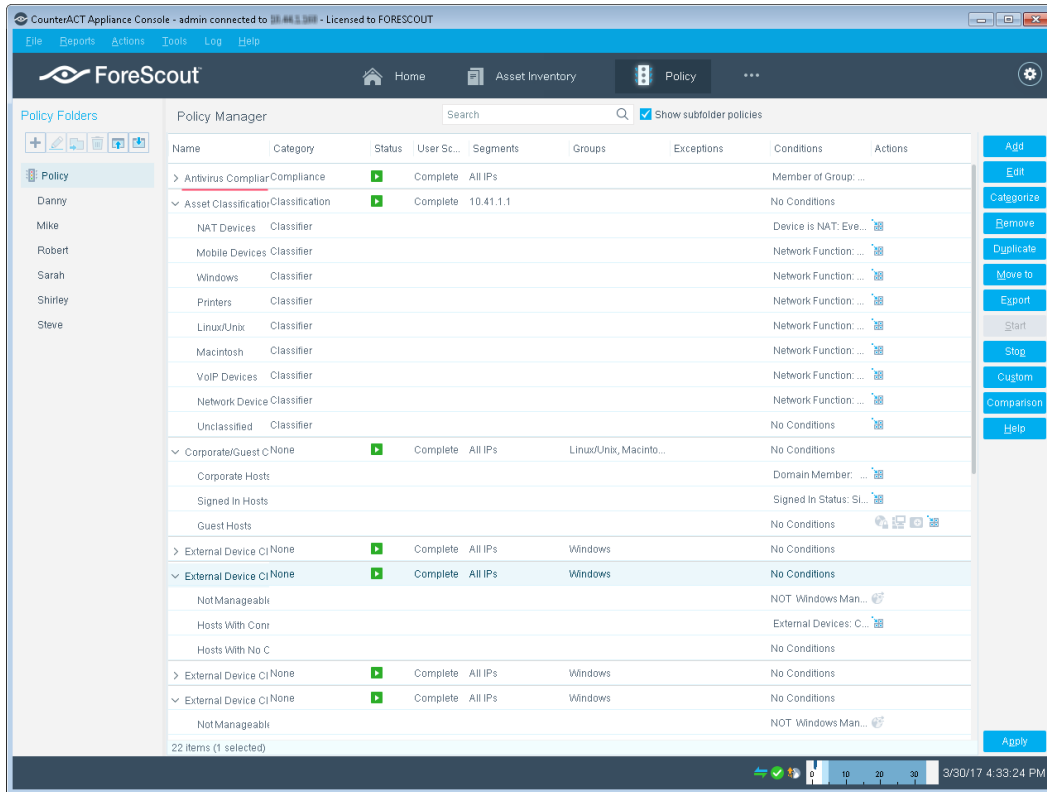 CounterACT Appliance Console - admin connected to - Licensed to FORESCOUT
File Reports Actions Tools Log Help
ForeScout
Home Asset Inventory Policy •••
Policy Folders
Policy
Danny
Mike
Robert
Sarah
Shirley
Steve
Policy Manager Search Show subfolder policies
Name Category Status User Sc... Segments Groups Exceptions Conditions Actions
Antivirus Complian Compliance Complete All IPs Member of Group: ...
Asset Classification Classification Complete 10.41.1.1 No Conditions
NAT Devices Classifier Device is NAT: Eve...
Mobile Devices Classifier Network Function: ...
Windows Classifier Network Function: ...
Printers Classifier Network Function: ...
Linux/Unix Classifier Network Function: ...
Macintosh Classifier Network Function: ...
VoIP Devices Classifier Network Function: ...
Network Device Classifier Network Function: ...
Unclassified Classifier No Conditions
Corporate/Guest C None Complete All IPs Linux/Unix, Macinto... No Conditions
Corporate Hosts Domain Member: ...
Signed In Hosts Signed In Status: Si...
Guest Hosts No Conditions
External Device Cl None Complete All IPs Windows No Conditions
External Device Cl None Complete All IPs Windows No Conditions
Not Manageable NOT Windows Man...
Hosts With Conn External Devices: C...
Hosts With No C No Conditions
External Device Cl None Complete All IPs Windows No Conditions
External Device Cl None Complete All IPs Windows No Conditions
Not Manageable NOT Windows Man...
22 items (1 selected)
Add
Edit
Categorize
Remove
Duplicate
Move to
Export
Start
Stop
Custom
Comparison
Help
Apply
0 10 20 30 3/30/17 4:33:24 PM